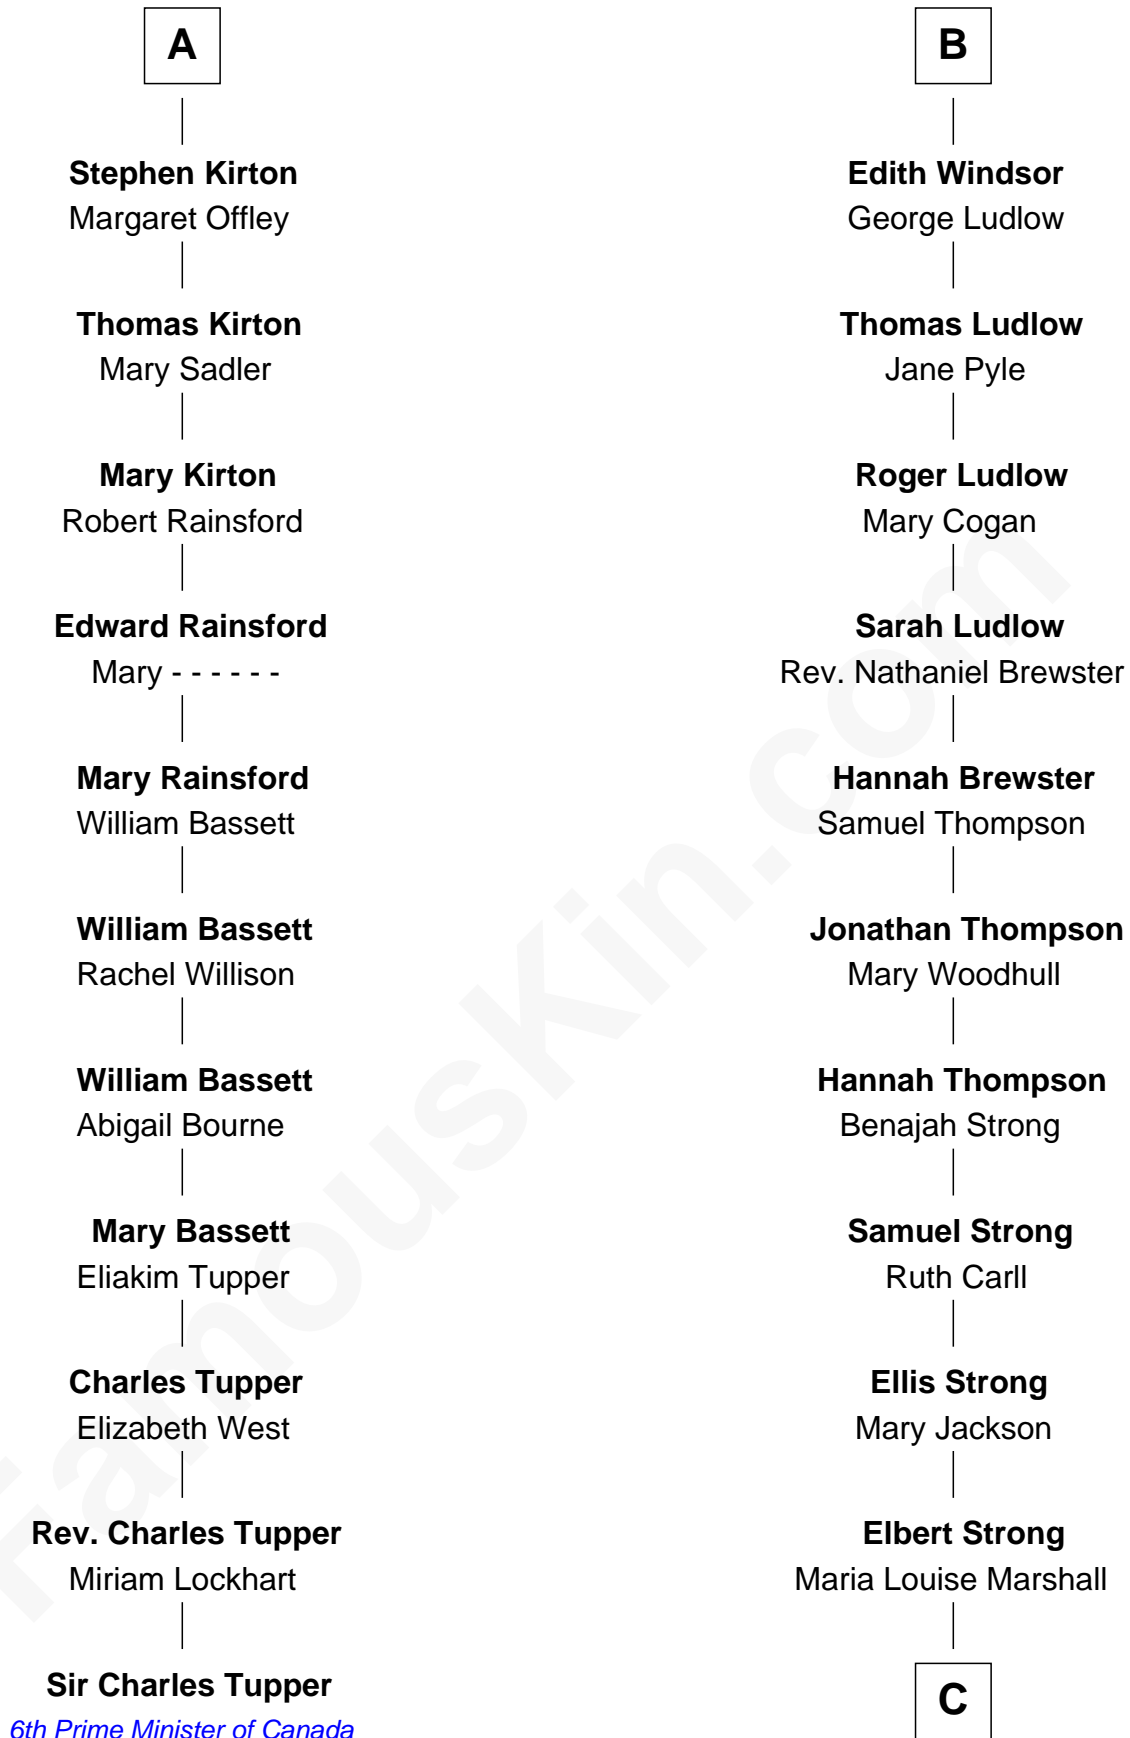 A
Stephen Kirton
Margaret Offley
Thomas Kirton
Mary Sadler
Mary Kirton
Robert Rainsford
Edward Rainsford
Mary - - - - - -
Mary Rainsford
William Bassett
William Bassett
Rachel Willison
William Bassett
Abigail Bourne
Mary Bassett
Eliakim Tupper
Charles Tupper
Elizabeth West
Rev. Charles Tupper
Miriam Lockhart
Sir Charles Tupper
6th Prime Minister of Canada
B
Edith Windsor
George Ludlow
Thomas Ludlow
Jane Pyle
Roger Ludlow
Mary Cogan
Sarah Ludlow
Rev. Nathaniel Brewster
Hannah Brewster
Samuel Thompson
Jonathan Thompson
Mary Woodhull
Hannah Thompson
Benajah Strong
Samuel Strong
Ruth Carll
Ellis Strong
Mary Jackson
Elbert Strong
Maria Louise Marshall
C
FamousKin.com